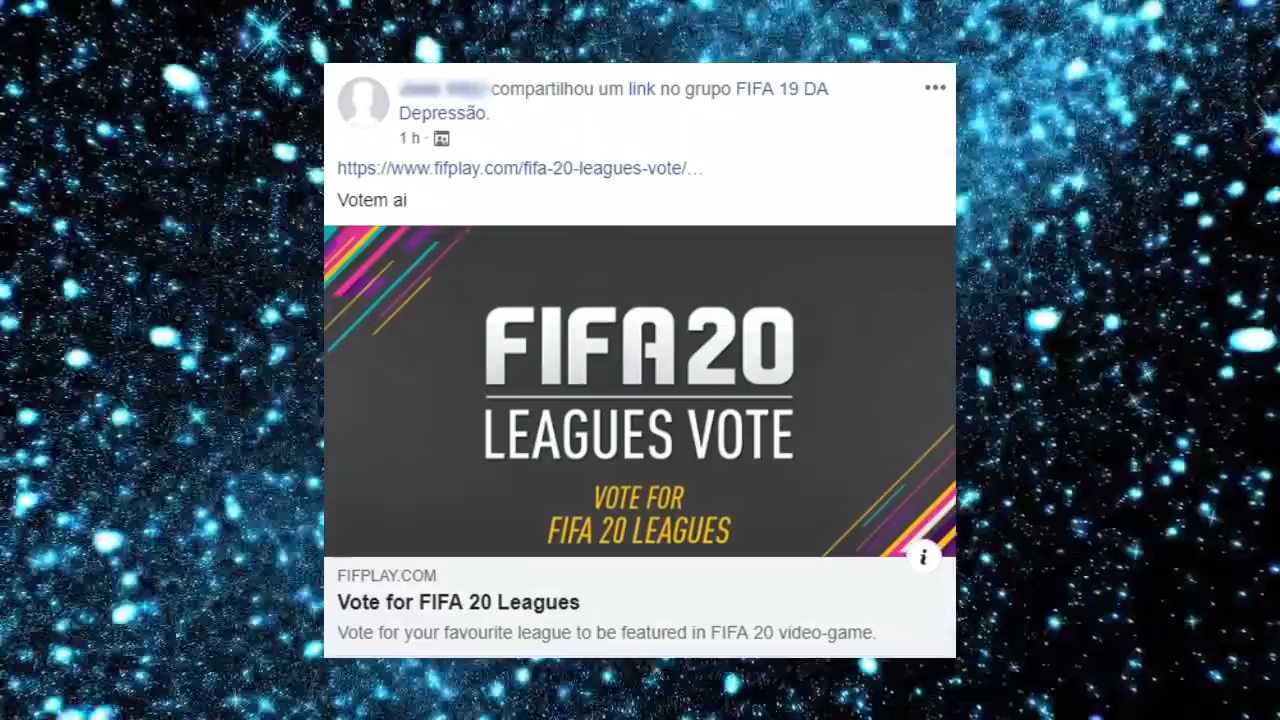 compartilhou um link no grupo FIFA 19 DA
Depressão.
1 h ·
https://www.fifplay.com/fifa-20-leagues-vote/…
Votem ai
FIFA 20
LEAGUES VOTE
VOTE FOR
FIFA 20 LEAGUES
i
FIFPLAY.COM
Vote for FIFA 20 Leagues
Vote for your favourite league to be featured in FIFA 20 video-game.